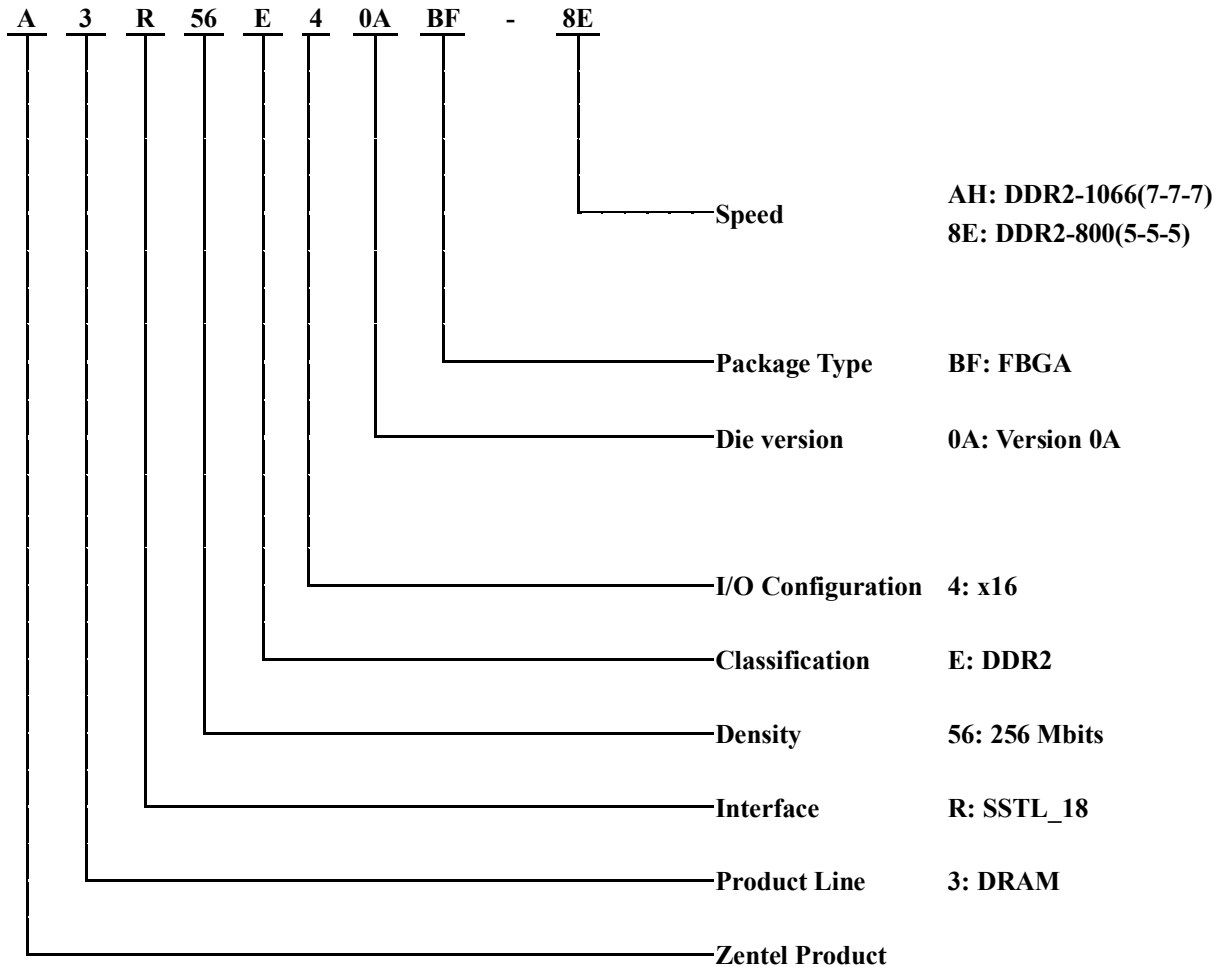 A 3 R 56 E 4 0A BF - 8E
Speed
AH: DDR2-1066(7-7-7)
8E: DDR2-800(5-5-5)
Package Type BF: FBGA
Die version 0A: Version 0A
I/O Configuration 4: x16
Classification E: DDR2
Density 56: 256 Mbits
Interface R: SSTL_18
Product Line 3: DRAM
Zentel Product